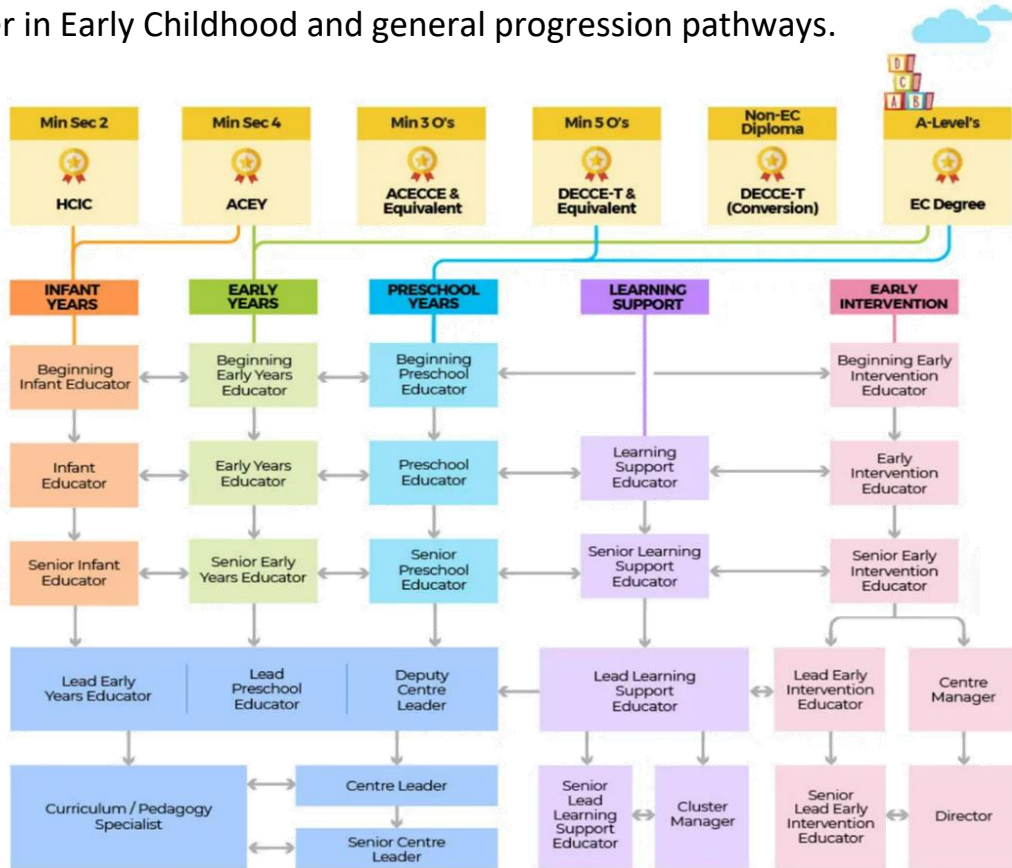 er in Early Childhood and general progression pathways.
D
C
A B
Min Sec 2
HCIC
Min Sec 4
ACEY
Min 3 O's
ACECCE &
Equivalent
Min 5 O's
DECCE-T &
Equivalent
Non-EC
Diploma
DECCE-T
(Conversion)
A-Level's
EC Degree
INFANT
YEARS
EARLY
YEARS
PRESCHOOL
YEARS
LEARNING
SUPPORT
EARLY
INTERVENTION
Beginning
Infant Educator
Beginning
Early Years
Educator
Beginning
Preschool
Educator
Beginning Early
Intervention
Educator
Infant
Educator
Early Years
Educator
Preschool
Educator
Learning
Support
Educator
Early
Intervention
Educator
Senior Infant
Educator
Senior Early
Years Educator
Senior
Preschool
Educator
Senior Learning
Support
Educator
Senior Early
Intervention
Educator
Lead Early
Years Educator
Lead
Preschool
Educator
Deputy
Centre
Leader
Lead Learning
Support
Educator
Lead Early
Intervention
Educator
Centre
Manager
Curriculum / Pedagogy
Specialist
Centre Leader
Senior Centre
Leader
Senior
Lead
Learning
Support
Educator
Cluster
Manager
Senior
Lead Early
Intervention
Educator
Director